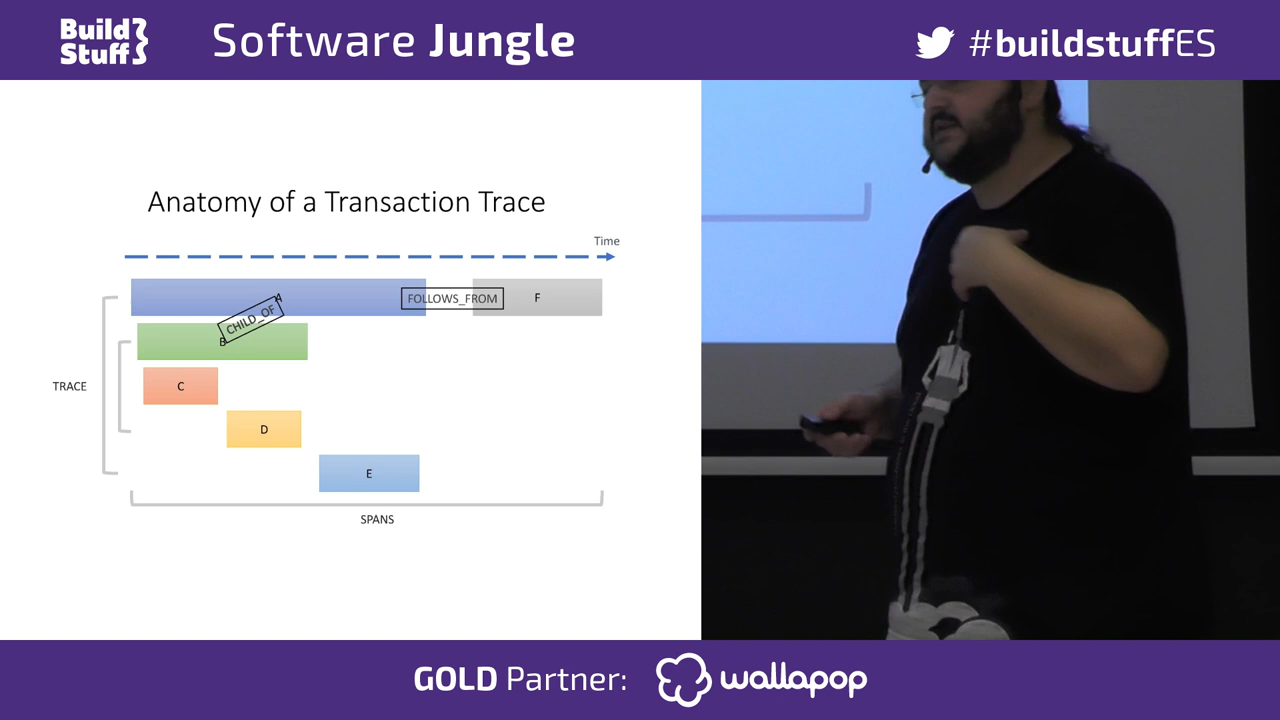 Build
Stuff
Software Jungle
#buildstuffES
Anatomy of a Transaction Trace
Time
A
FOLLOWS_FROM
F
CHILD_OF
B
TRACE
C
D
E
SPANS
GOLD Partner:
wallapop